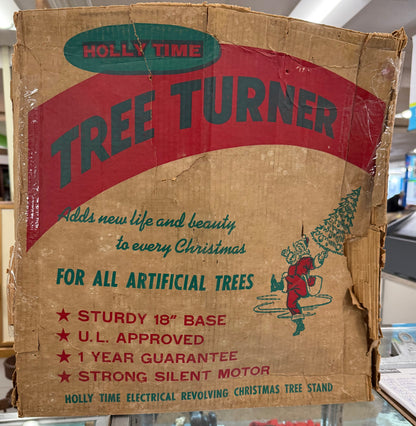 HOLLY TIME
TREE TURNER
Adds new life and beauty
to every Christmas
FOR ALL ARTIFICIAL TREES
★ STURDY 18" BASE
★ U.L. APPROVED
★ 1 YEAR GUARANTEE
★ STRONG SILENT MOTOR
HOLLY TIME ELECTRICAL REVOLVING CHRISTMAS TREE STAND